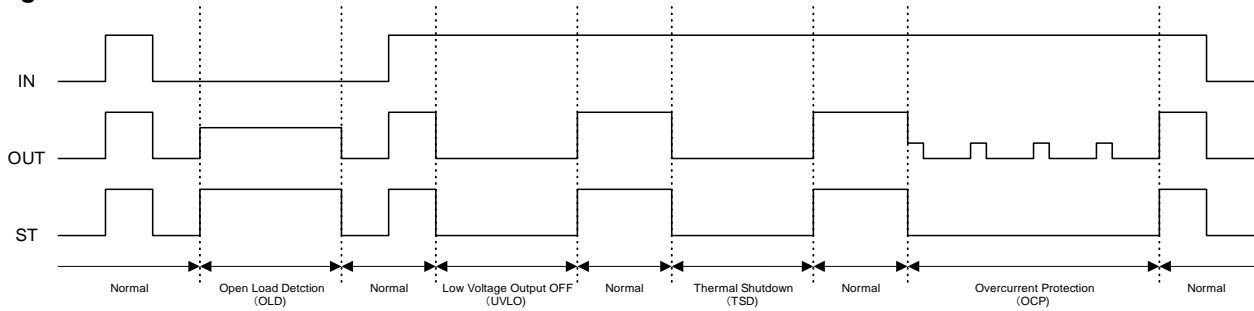 IN
OUT
ST
Normal
Open Load Detction
（OLD）
Normal
Low Voltage Output OFF
（UVLO）
Normal
Thermal Shutdown
（TSD）
Normal
Overcurrent Protection
（OCP）
Normal